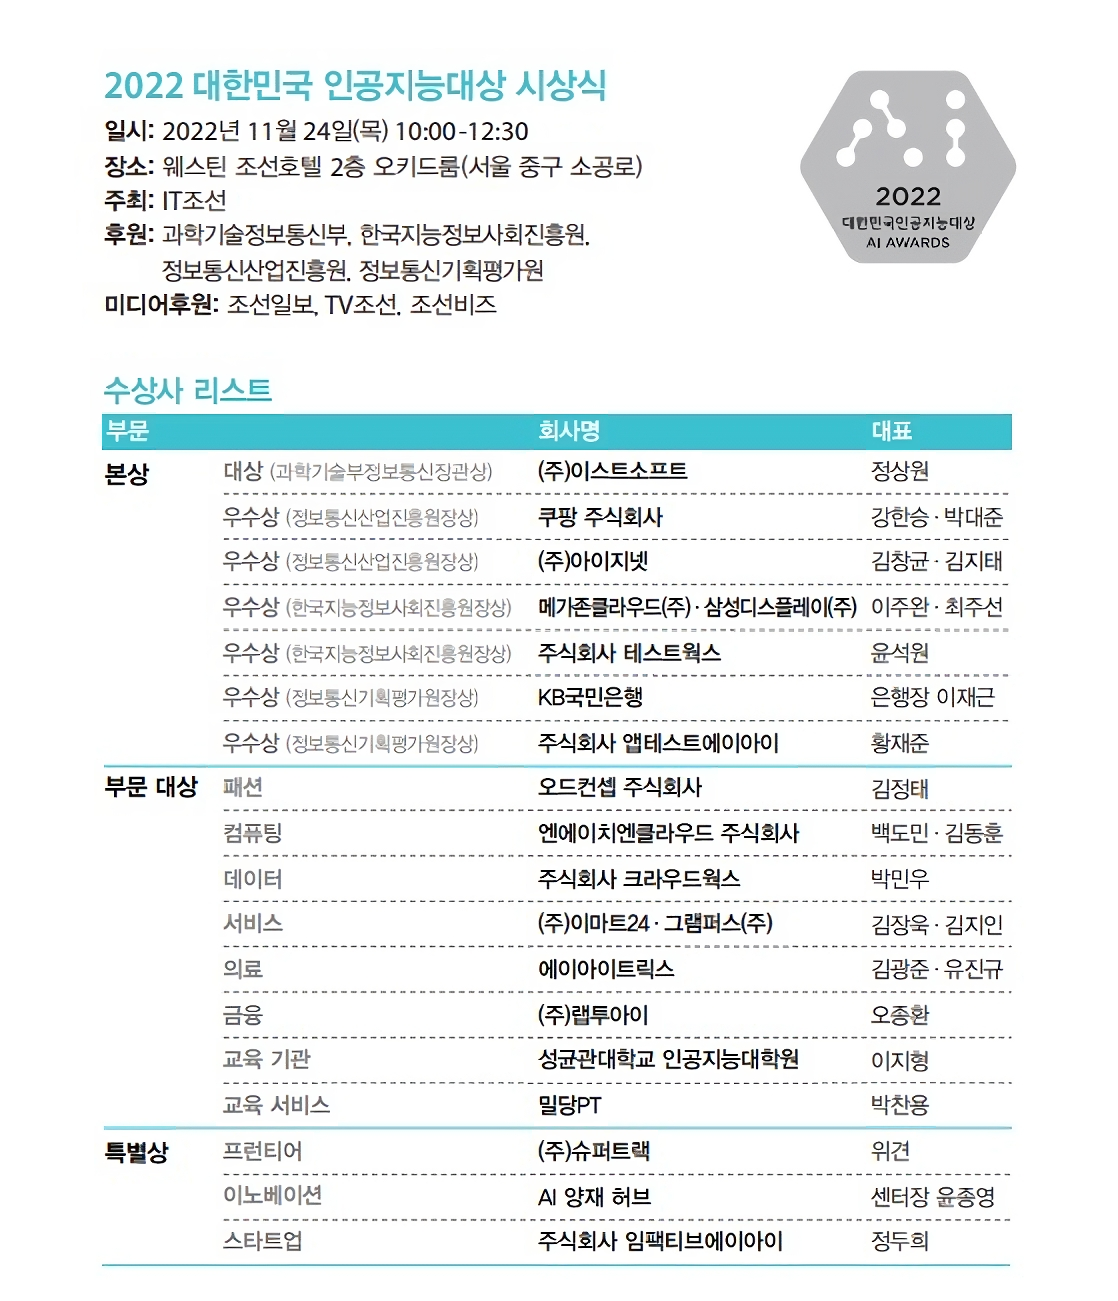 2022 대한민국 인공지능대상 시상식
일시: 2022년 11월 24일(목) 10:00-12:30
장소: 웨스틴 조선호텔 2층 오키드룸(서울 중구 소공로)
주최: IT조선
후원: 과학기술정보통신부, 한국지능정보사회진흥원,
정보통신산업진흥원, 정보통신기획평가원
미디어후원: 조선일보, TV조선, 조선비즈
2022
대한민국인공지능대상
AI AWARDS
수상사 리스트
부문 회사명 대표
본상 대상 (과학기술부정보통신장관상) (주)이스트소프트 정상원
우수상 (정보통신산업진흥원장상) 쿠팡 주식회사 강한승 · 박대준
우수상 (정보통신산업진흥원장상) (주)아이지넷 김창균 · 김지태
우수상 (한국지능정보사회진흥원장상) 메가존클라우드(주) · 삼성디스플레이(주) 이주완 · 최주선
우수상 (한국지능정보사회진흥원장상) 주식회사 테스트웍스 윤석원
우수상 (정보통신기획평가원장상) KB국민은행 은행장 이재근
우수상 (정보통신기획평가원장상) 주식회사 앱테스트에이아이 황재준
부문 대상 패션 오드컨셉 주식회사 김정태
컴퓨팅 엔에이치엔클라우드 주식회사 백도민 · 김동훈
데이터 주식회사 크라우드웍스 박민우
서비스 (주)이마트24 · 그램퍼스(주) 김장욱 · 김지인
의료 에이아이트릭스 김광준 · 유진규
금융 (주)랩투아이 오종환
교육 기관 성균관대학교 인공지능대학원 이지형
교육 서비스 밀당PT 박찬용
특별상 프런티어 (주)슈퍼트랙 위견
이노베이션 AI 양재 허브 센터장 윤종영
스타트업 주식회사 임팩티브에이아이 정두희